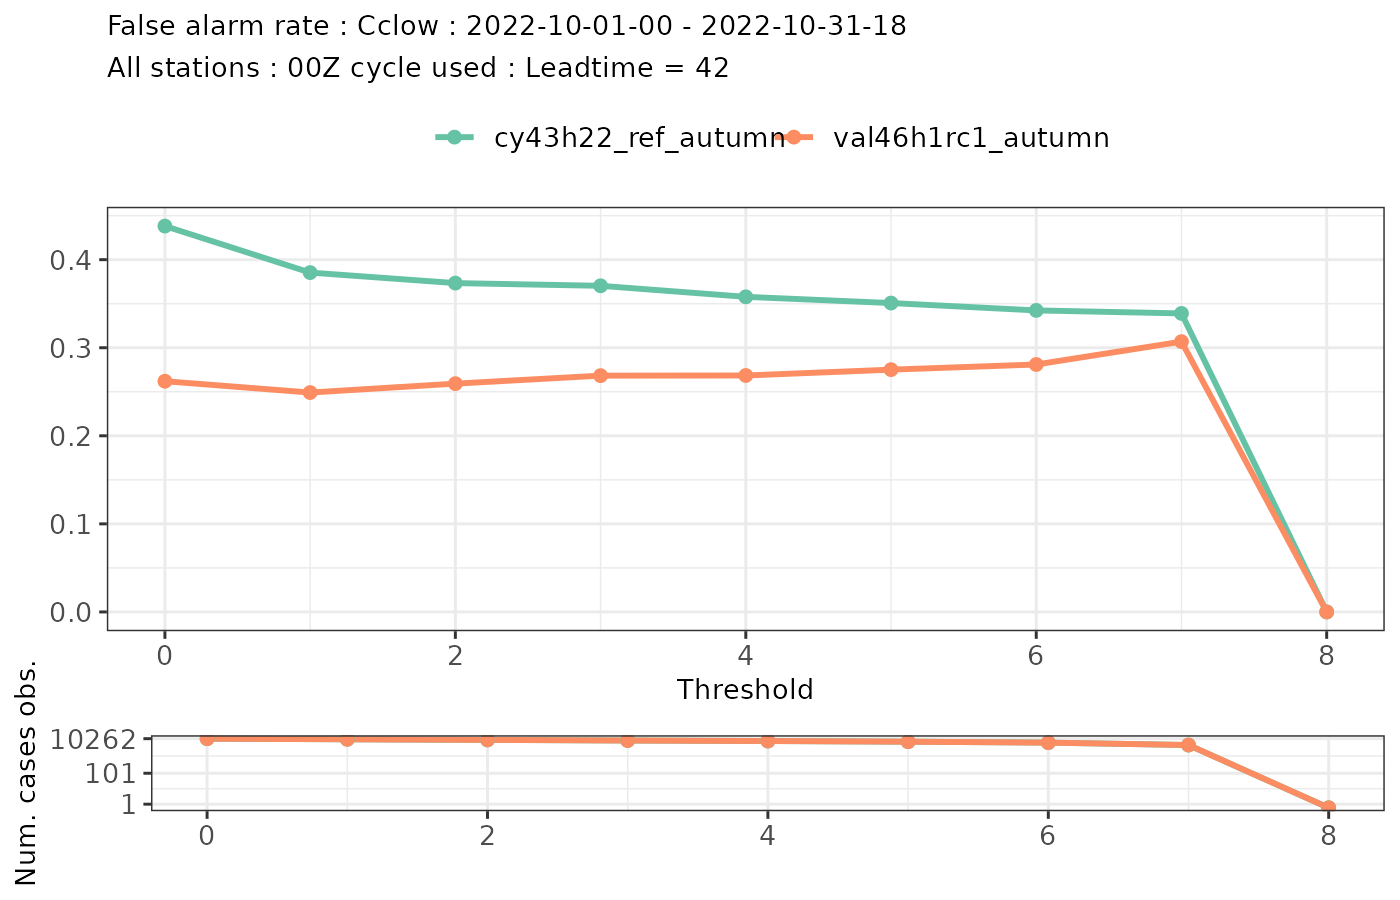 False alarm rate : Cclow : 2022-10-01-00 - 2022-10-31-18
All stations : 00Z cycle used : Leadtime = 42
cy43h22_ref_autumn val46h1rc1_autumn
0.4
0.3
0.2
0.1
0.0
0 2 4 6 8
Threshold
Num. cases obs.
10262
101
1
0 2 4 6 8